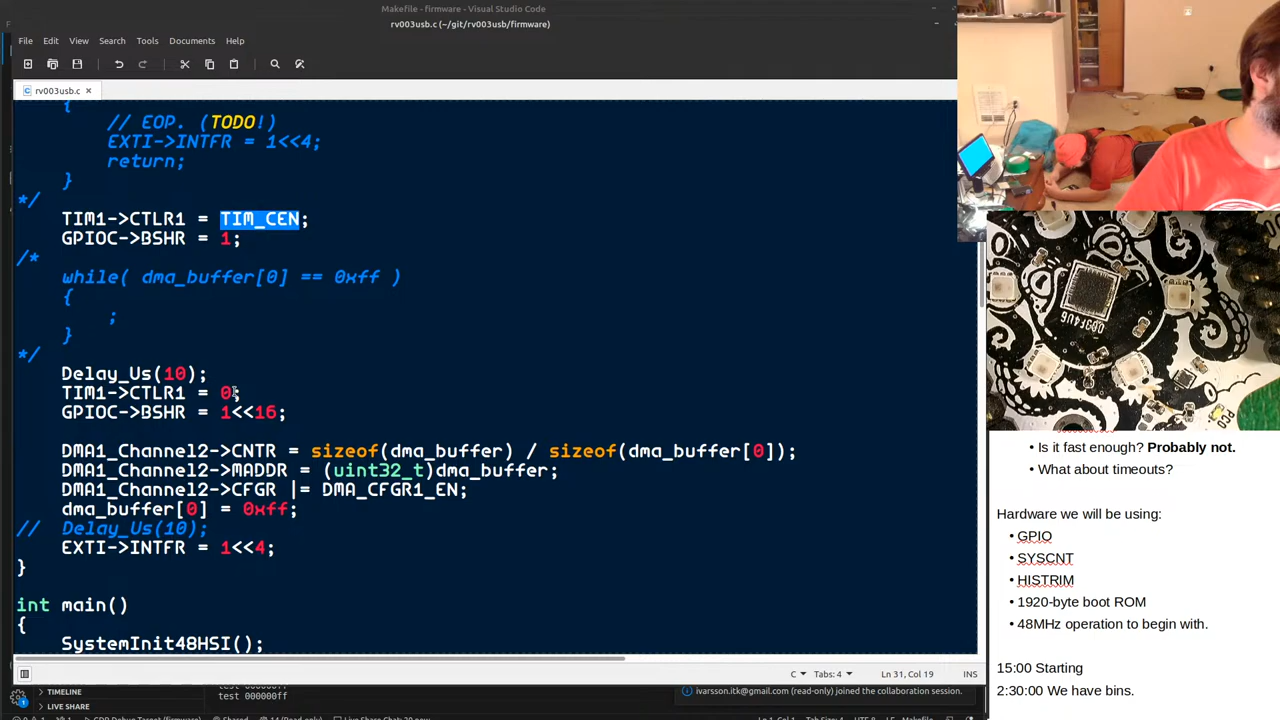 Makefile - firmware - Visual Studio Code
rv003usb.c (~/git/rv003usb/firmware)
File Edit View Search Tools Documents Help
rv003usb.c ×
{
// EOP. (TODO!)
EXTI->INTFR = 1<<4;
return;
}
*/
TIM1->CTLR1 = TIM_CEN;
GPIOC->BSHR = 1;
/*
while( dma_buffer[0] == 0xff )
{
;
}
*/
Delay_Us(10);
TIM1->CTLR1 = 0;
GPIOC->BSHR = 1<<16;
DMA1_Channel2->CNTR = sizeof(dma_buffer) / sizeof(dma_buffer[0]);
DMA1_Channel2->MADDR = (uint32_t)dma_buffer;
DMA1_Channel2->CFGR |= DMA_CFGR1_EN;
dma_buffer[0] = 0xff;
// Delay_Us(10);
EXTI->INTFR = 1<<4;
}
int main()
{
SystemInit48HSI();
C Tabs: 4 Ln 31, Col 19 INS
TIMELINE
LIVE SHARE
test 000000ff
ivarsson.itk@gmail.com (read-only) joined the collaboration session.
• Is it fast enough? Probably not.
• What about timeouts?
Hardware we will be using:
• GPIO
• SYSCNT
• HISTRIM
• 1920-byte boot ROM
• 48MHz operation to begin with.
15:00 Starting
2:30:00 We have bins.